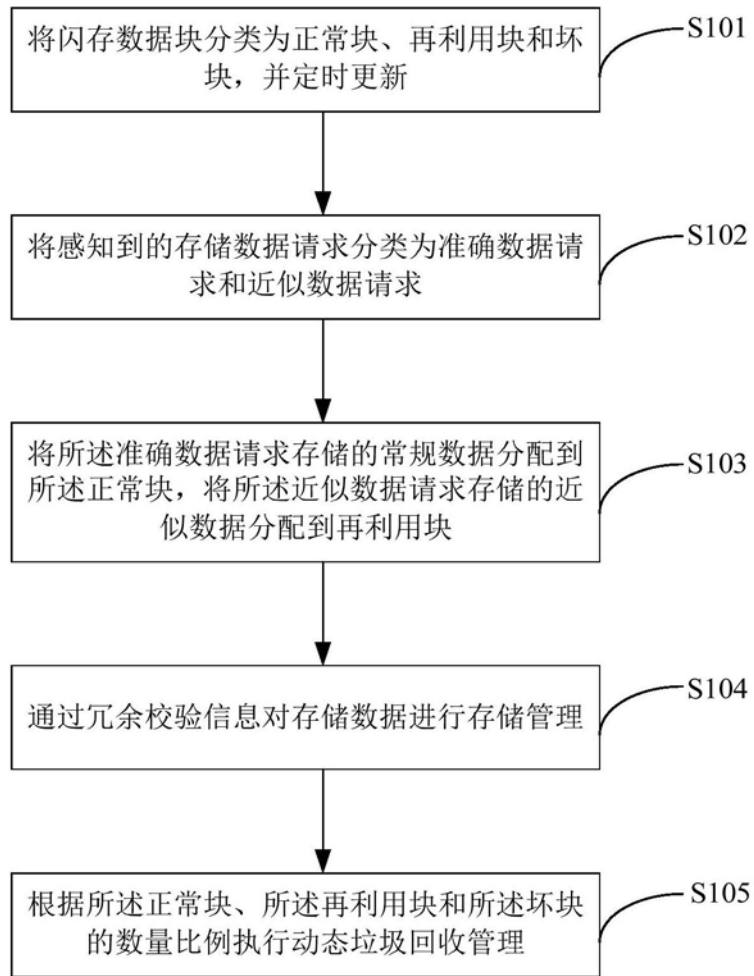 将闪存数据块分类为正常块、再利用块和坏
块，并定时更新
S101
将感知到的存储数据请求分类为准确数据请
求和近似数据请求
S102
将所述准确数据请求存储的常规数据分配到
所述正常块，将所述近似数据请求存储的近
似数据分配到再利用块
S103
通过冗余校验信息对存储数据进行存储管理
S104
根据所述正常块、所述再利用块和所述坏块
的数量比例执行动态垃圾回收管理
S105